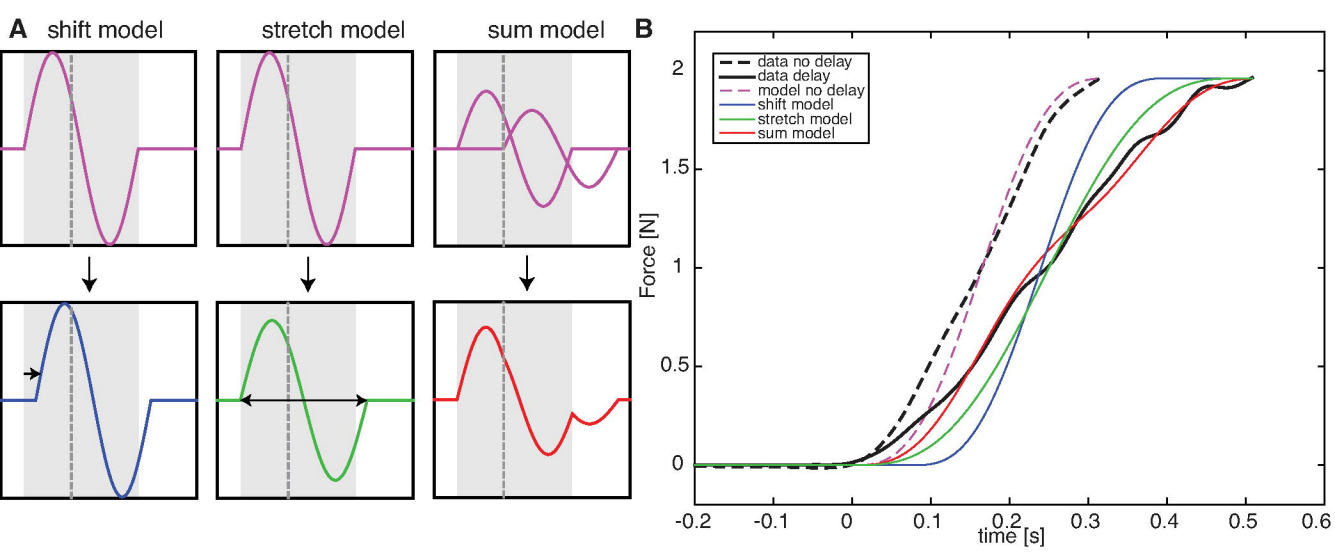 A shift model stretch model sum model B
data no delay
data delay
model no delay
shift model
stretch model
sum model
Force [N]
2
1.5
1
0.5
0
-0.2 -0.1 0 0.1 0.2 0.3 0.4 0.5 0.6
time [s]